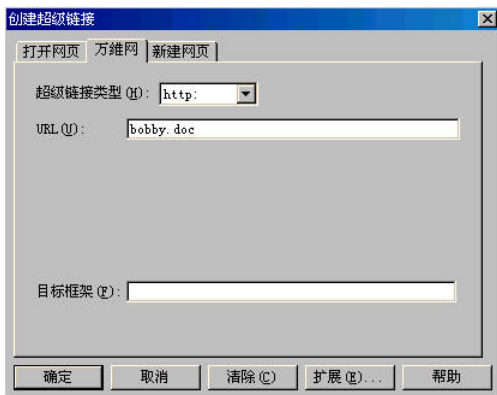 创建超级链接
打开网页 万维网 新建网页
超级链接类型(H): http:
URL(U): bobby.doc
目标框架(F):
确定 取消 清除(C) 扩展(E)... 帮助